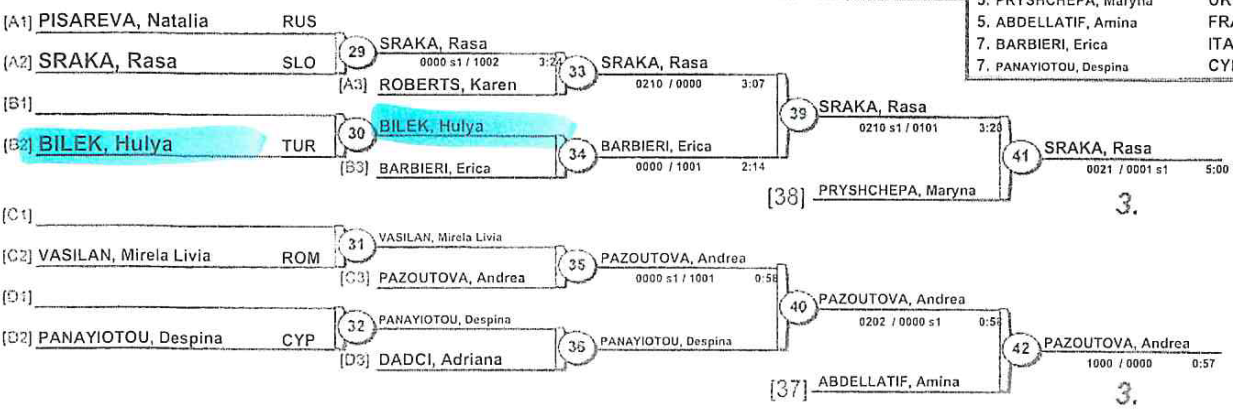 5. PRYSHCHEPA, Maryna
5. ABDELLATIF, Amina FRA
7. BARBIERI, Erica ITA
7. PANAYIOTOU, Despina
[A1] PISAREVA, Natalia RUS
[A2] SRAKA, Rasa SLO
29
SRAKA, Rasa
0000 s1 / 1002 3:24
[A3] ROBERTS, Karen
33
SRAKA, Rasa
0210 / 0000 3:07
[B1]
[B2] BILEK, Hulya TUR
30
BILEK, Hulya
[B3] BARBIERI, Erica
34
BARBIERI, Erica
0000 / 1001 2:14
39
SRAKA, Rasa
0210 s1 / 0101 3:28
[38] PRYSHCHEPA, Maryna
41
SRAKA, Rasa
0021 / 0001 s1 5:00
3.
[C1]
[C2] VASILAN, Mirela Livia ROM
31
VASILAN, Mirela Livia
[C3] PAZOUTOVA, Andrea
35
PAZOUTOVA, Andrea
0000 s1 / 1001 0:58
[D1]
[D2] PANAYIOTOU, Despina CYP
32
PANAYIOTOU, Despina
[D3] DADCI, Adriana
36
PANAYIOTOU, Despina
40
PAZOUTOVA, Andrea
0202 / 0000 s1 0:58
[37] ABDELLATIF, Amina
42
PAZOUTOVA, Andrea
1000 / 0000 0:57
3.